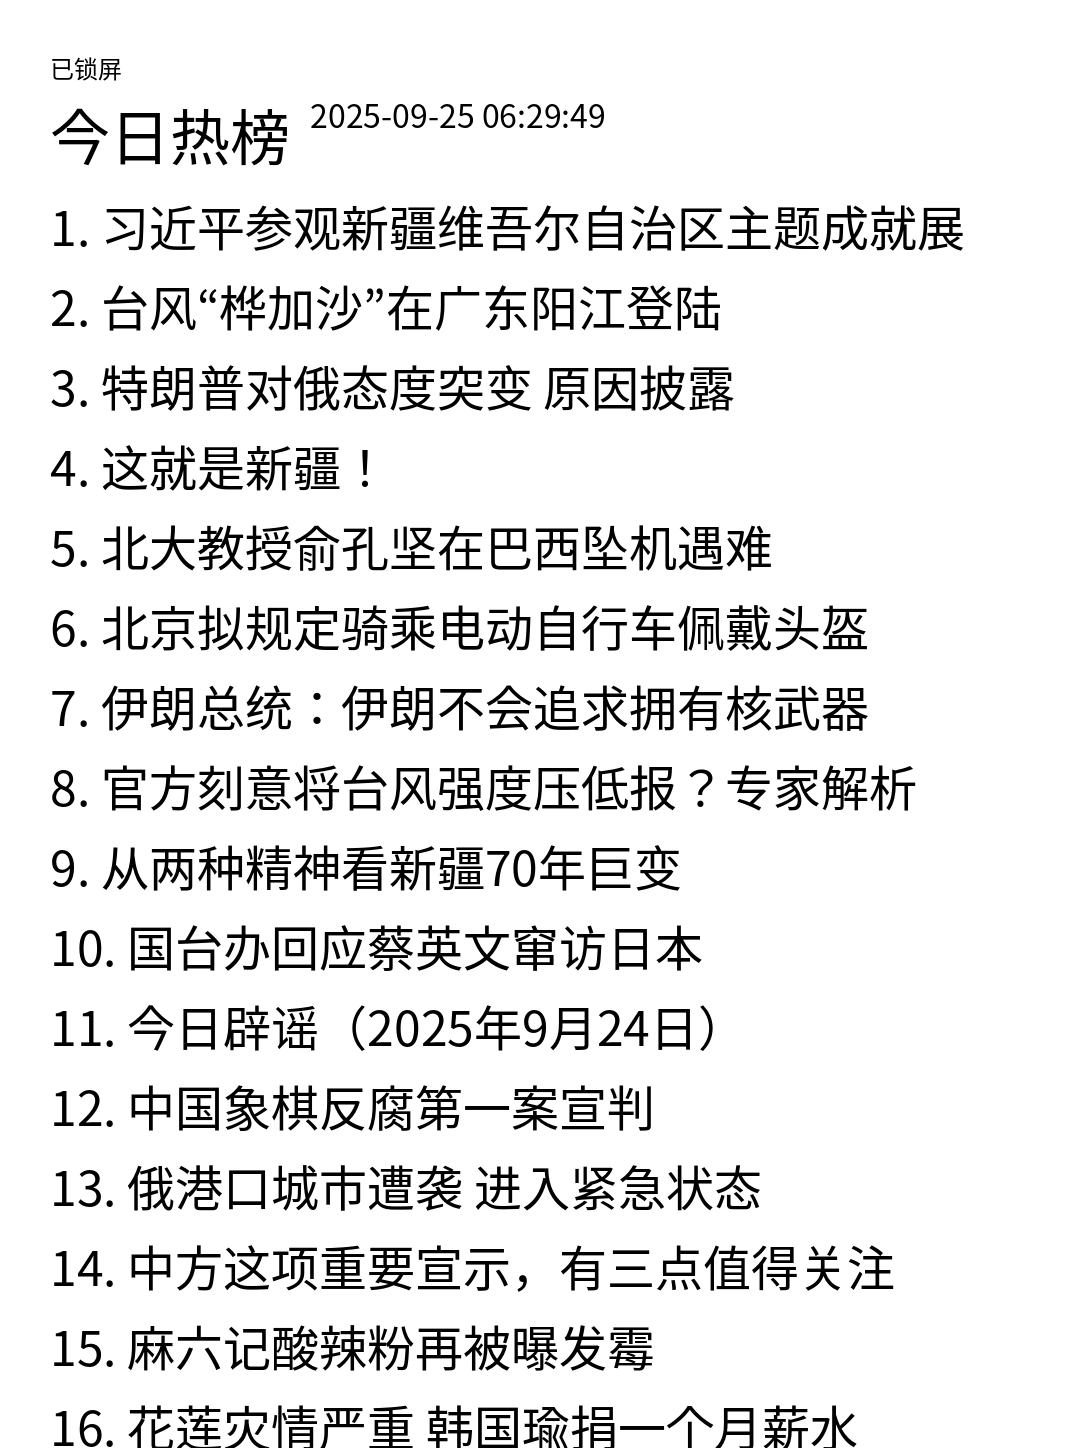 已锁屏
今日热榜 2025-09-25 06:29:49
1. 习近平参观新疆维吾尔自治区主题成就展
2. 台风“桦加沙”在广东阳江登陆
3. 特朗普对俄态度突变 原因披露
4. 这就是新疆！
5. 北大教授俞孔坚在巴西坠机遇难
6. 北京拟规定骑乘电动自行车佩戴头盔
7. 伊朗总统：伊朗不会追求拥有核武器
8. 官方刻意将台风强度压低报？专家解析
9. 从两种精神看新疆70年巨变
10. 国台办回应蔡英文窜访日本
11. 今日辟谣（2025年9月24日）
12. 中国象棋反腐第一案宣判
13. 俄港口城市遭袭 进入紧急状态
14. 中方这项重要宣示，有三点值得关注
15. 麻六记酸辣粉再被曝发霉
16. 花莲灾情严重 韩国瑜捐一个月薪水